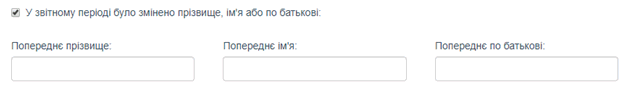 У звітному періоді було змінено прізвище, ім'я або по батькові:
Попереднє прізвище: Попереднє ім'я: Попереднє по батькові: